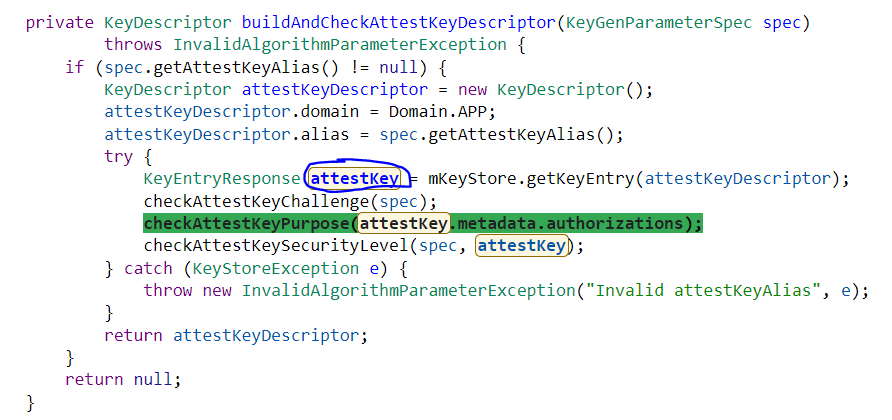 private KeyDescriptor buildAndCheckAttestKeyDescriptor(KeyGenParameterSpec spec)
        throws InvalidAlgorithmParameterException {
    if (spec.getAttestKeyAlias() != null) {
        KeyDescriptor attestKeyDescriptor = new KeyDescriptor();
        attestKeyDescriptor.domain = Domain.APP;
        attestKeyDescriptor.alias = spec.getAttestKeyAlias();
        try {
            KeyEntryResponse attestKey = mKeyStore.getKeyEntry(attestKeyDescriptor);
            checkAttestKeyChallenge(spec);
            checkAttestKeyPurpose(attestKey.metadata.authorizations);
            checkAttestKeySecurityLevel(spec, attestKey);
        } catch (KeyStoreException e) {
            throw new InvalidAlgorithmParameterException("Invalid attestKeyAlias", e);
        }
        return attestKeyDescriptor;
    }
    return null;
}